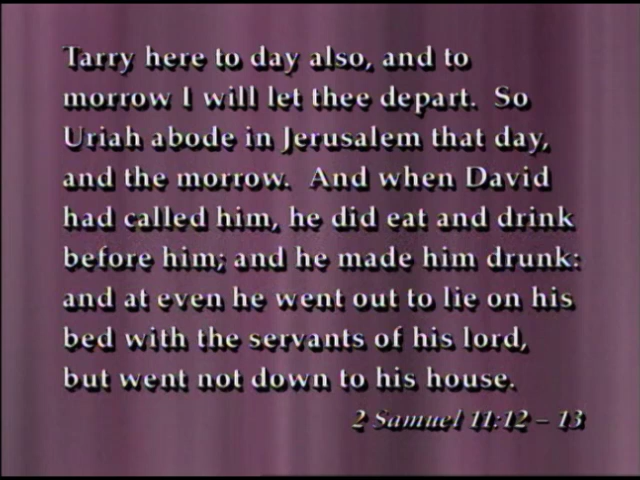 Tarry here to day also, and to
morrow I will let thee depart.  So
Uriah abode in Jerusalem that day,
and the morrow.  And when David
had called him, he did eat and drink
before him; and he made him drunk:
and at even he went out to lie on his
bed with the servants of his lord,
but went not down to his house.
2 Samuel 11:12 – 13